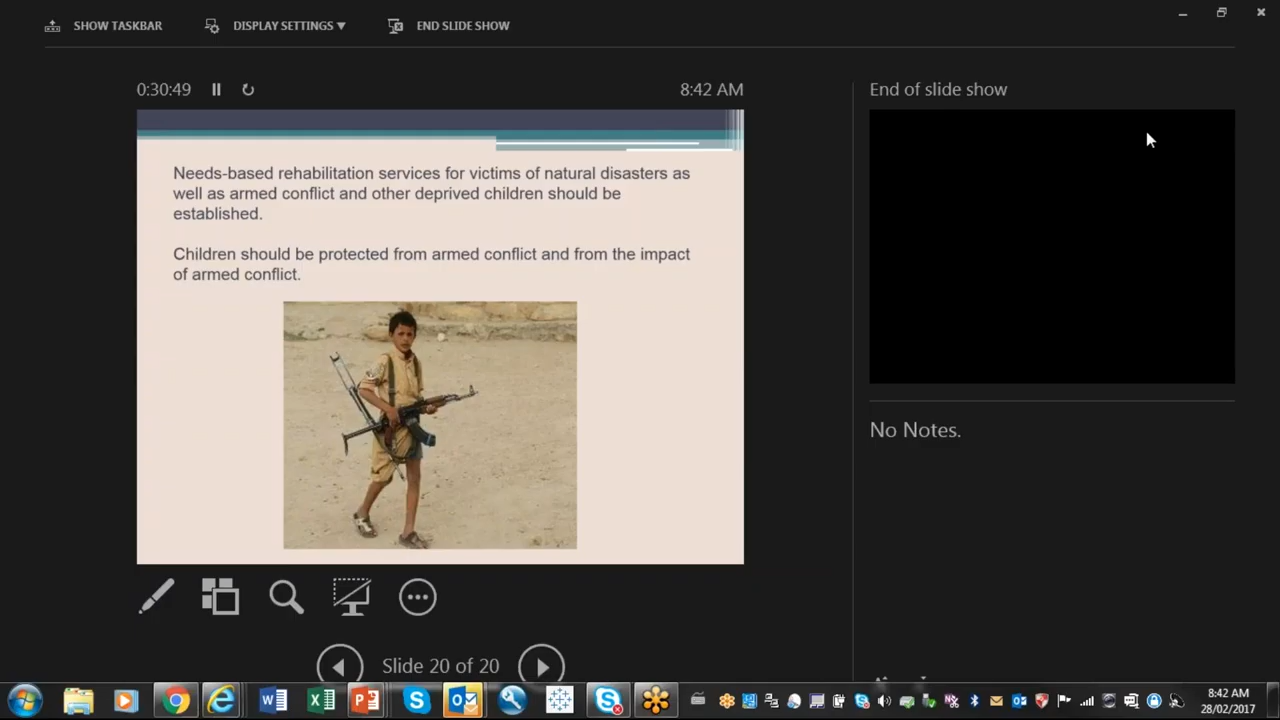 SHOW TASKBAR
DISPLAY SETTINGS ▼
END SLIDE SHOW
0:30:49
8:42 AM
End of slide show
Needs-based rehabilitation services for victims of natural disasters as
well as armed conflict and other deprived children should be
established.
Children should be protected from armed conflict and from the impact
of armed conflict.
No Notes.
Slide 20 of 20
8:42 AM
28/02/2017